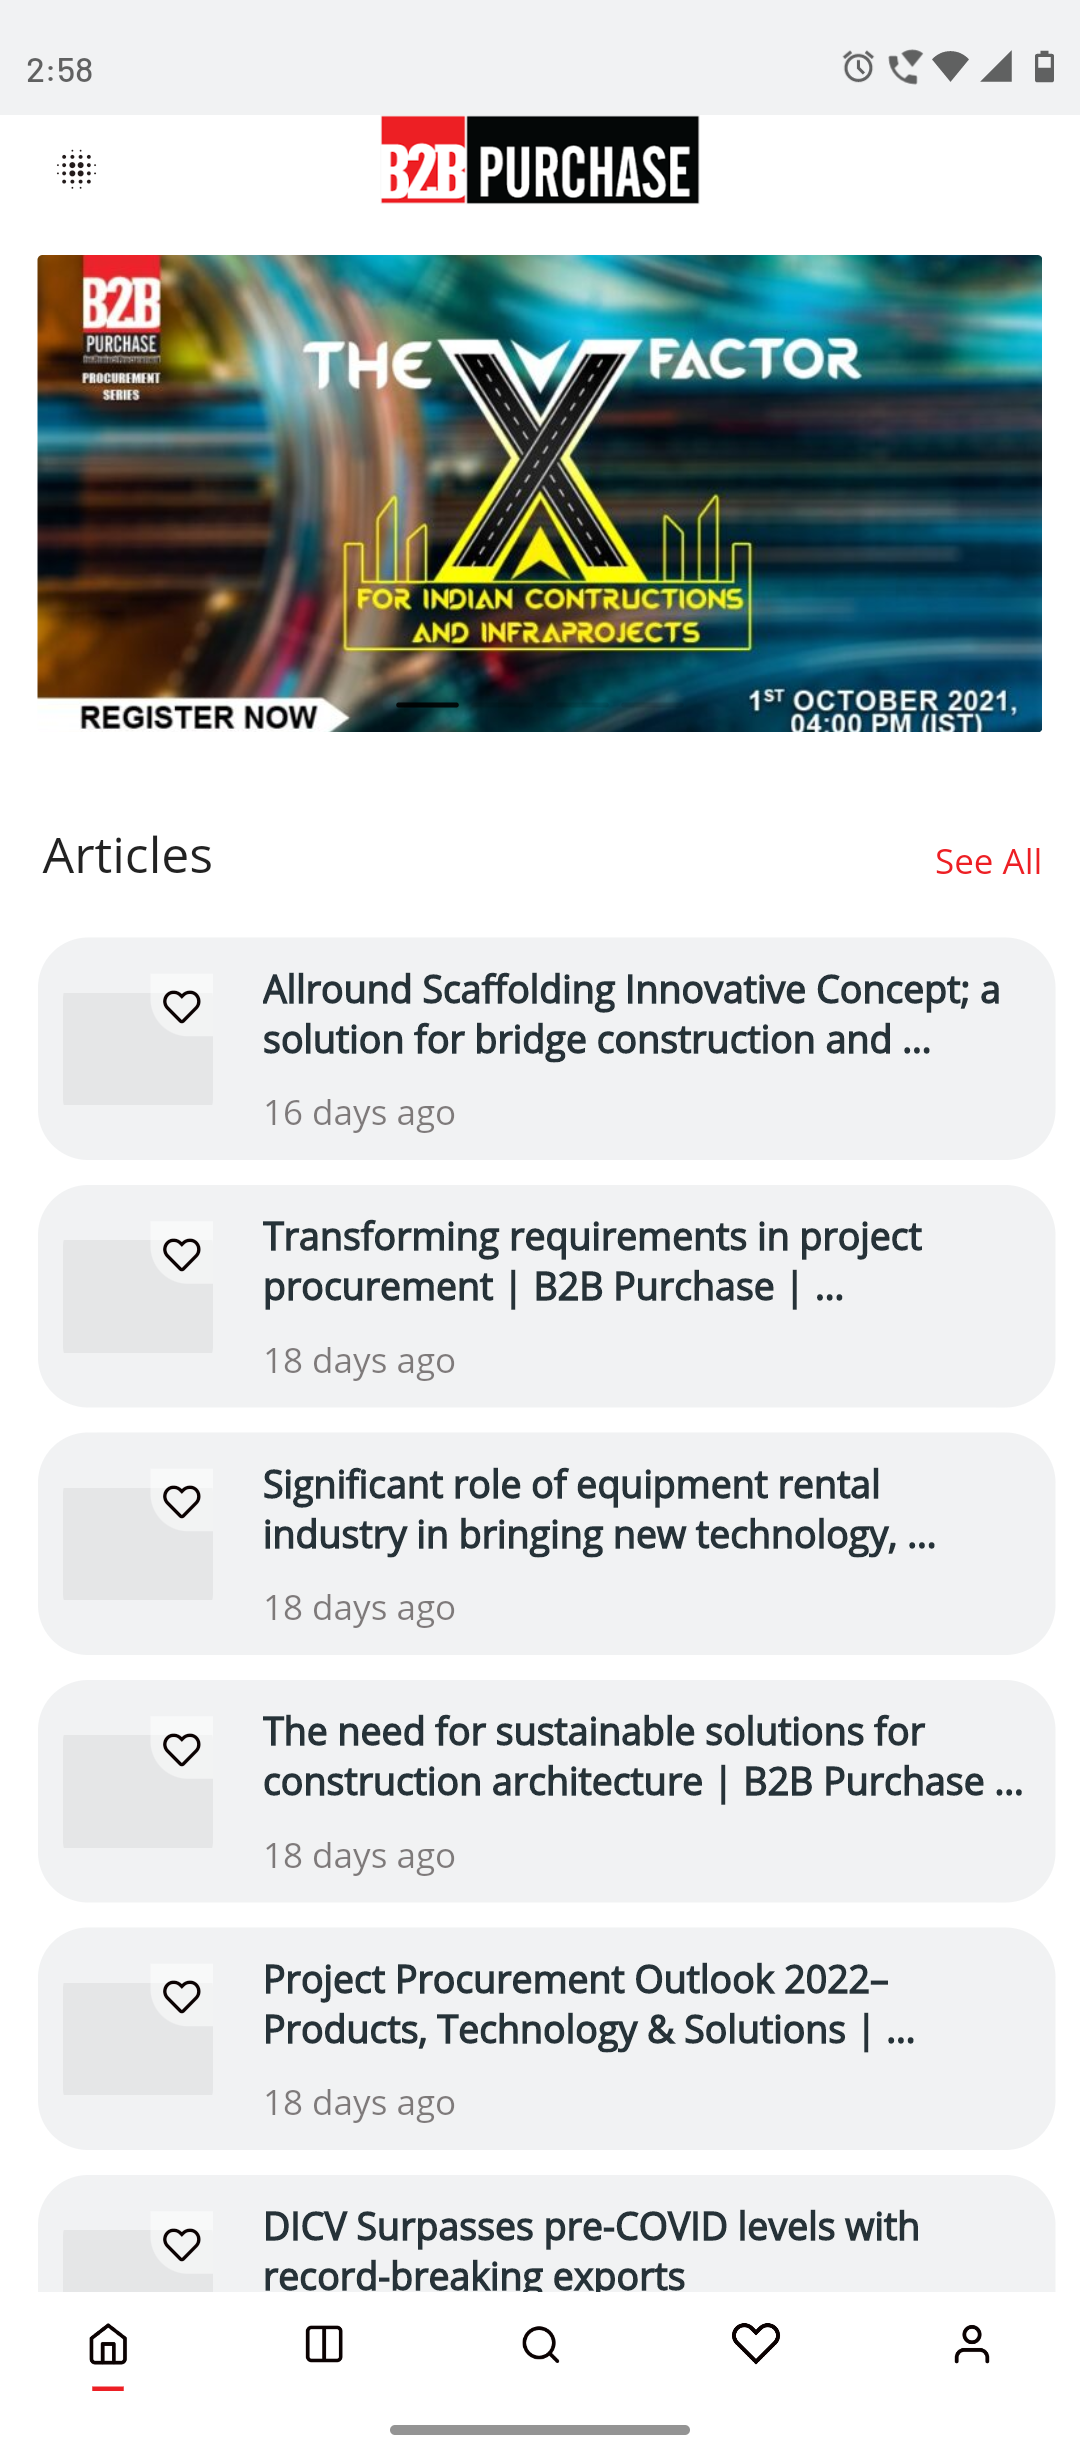 2:58
B2B PURCHASE
B2B
PURCHASE
PROCUREMENT
SERIES
THE X FACTOR
FOR INDIAN CONTRUCTIONS
AND INFRAPROJECTS
REGISTER NOW
1ST OCTOBER 2021,
04:00 PM (IST)
Articles
See All
Allround Scaffolding Innovative Concept; a
solution for bridge construction and ...
16 days ago
Transforming requirements in project
procurement | B2B Purchase | ...
18 days ago
Significant role of equipment rental
industry in bringing new technology, ...
18 days ago
The need for sustainable solutions for
construction architecture | B2B Purchase ...
18 days ago
Project Procurement Outlook 2022–
Products, Technology & Solutions | ...
18 days ago
DICV Surpasses pre-COVID levels with
record-breaking exports